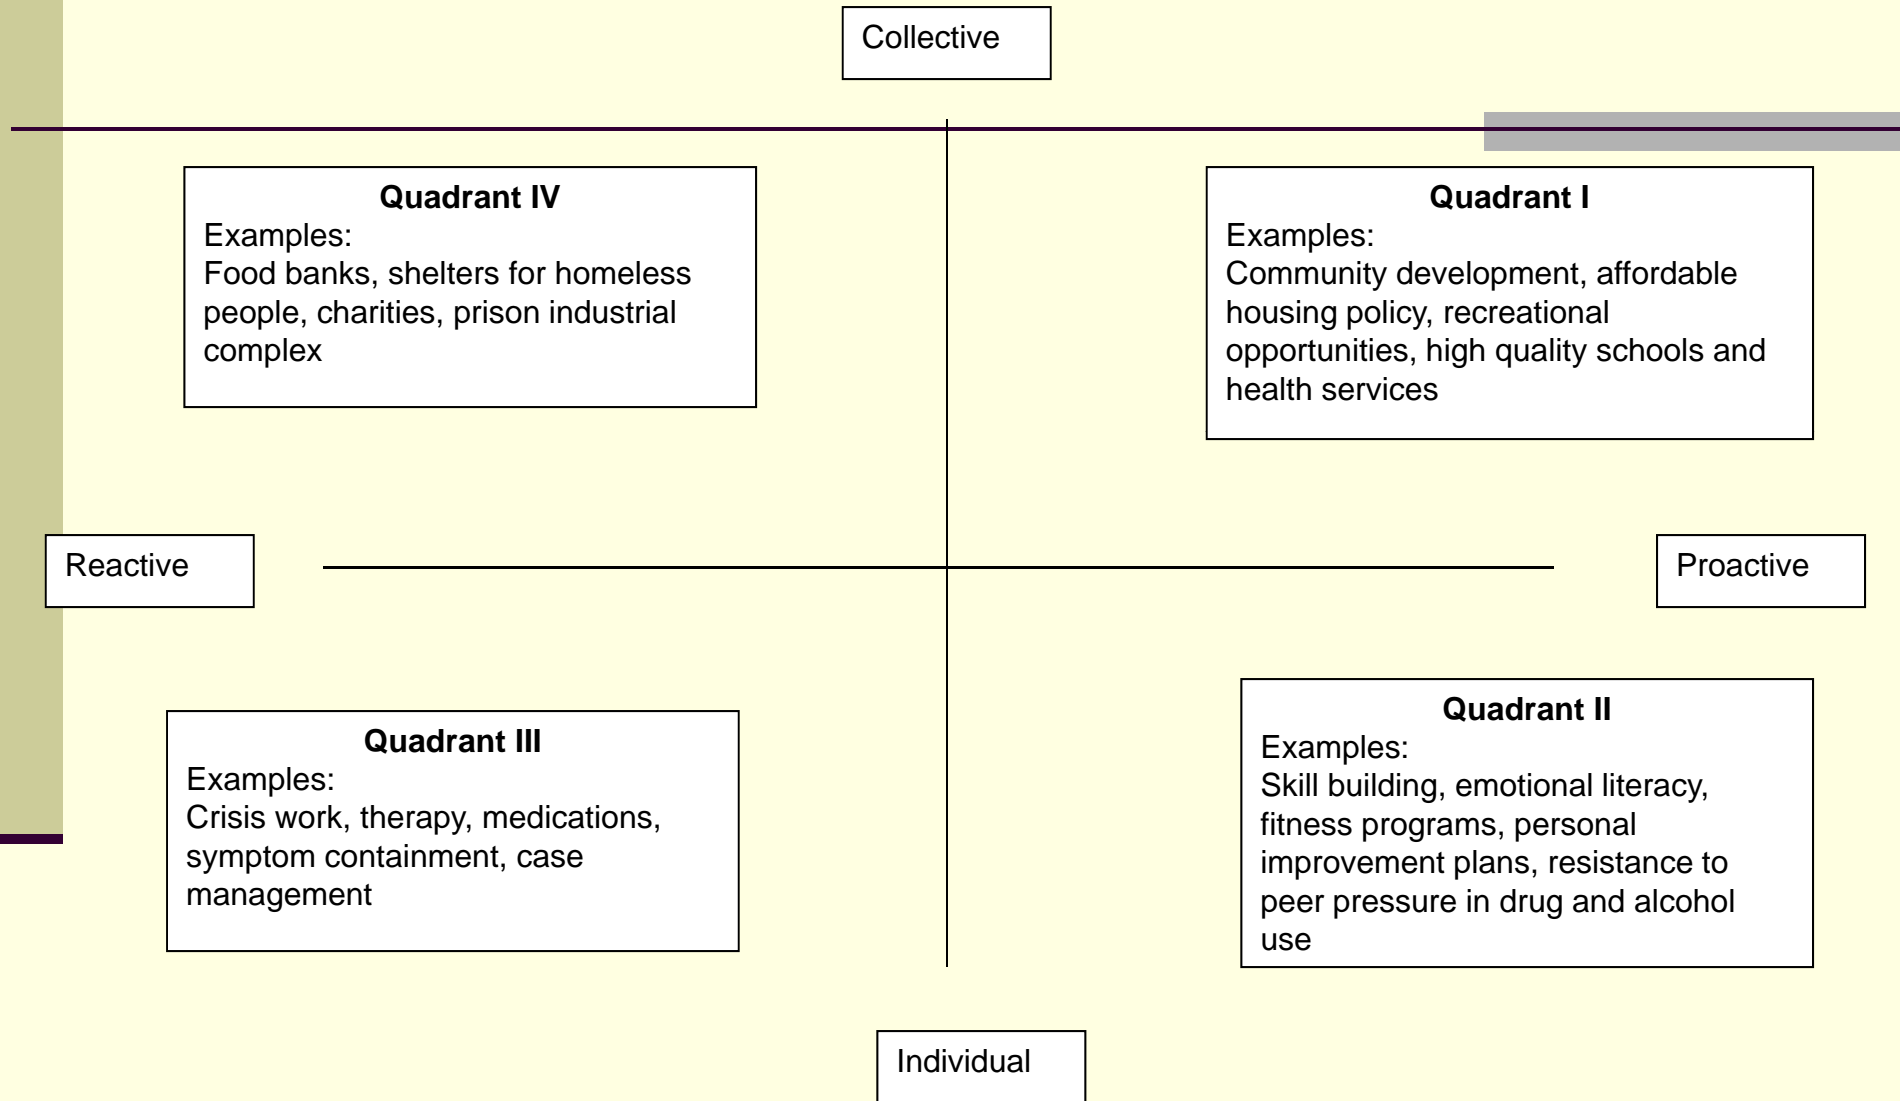 Collective
Quadrant IV
Examples:
Food banks, shelters for homeless
people, charities, prison industrial
complex
Quadrant I
Examples:
Community development, affordable
housing policy, recreational
opportunities, high quality schools and
health services
Reactive
Proactive
Quadrant III
Examples:
Crisis work, therapy, medications,
symptom containment, case
management
Quadrant II
Examples:
Skill building, emotional literacy,
fitness programs, personal
improvement plans, resistance to
peer pressure in drug and alcohol
use
Individual